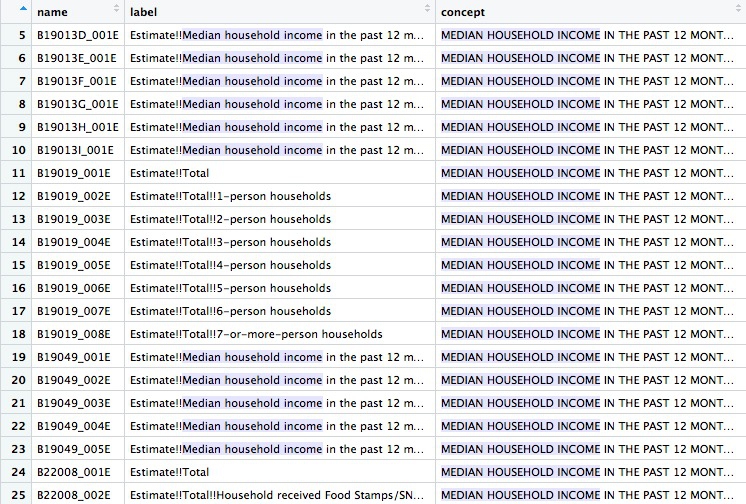 name label concept
5 B19013D_001E Estimate!!Median household income in the past 12 m... MEDIAN HOUSEHOLD INCOME IN THE PAST 12 MONT...
6 B19013E_001E Estimate!!Median household income in the past 12 m... MEDIAN HOUSEHOLD INCOME IN THE PAST 12 MONT...
7 B19013F_001E Estimate!!Median household income in the past 12 m... MEDIAN HOUSEHOLD INCOME IN THE PAST 12 MONT...
8 B19013G_001E Estimate!!Median household income in the past 12 m... MEDIAN HOUSEHOLD INCOME IN THE PAST 12 MONT...
9 B19013H_001E Estimate!!Median household income in the past 12 m... MEDIAN HOUSEHOLD INCOME IN THE PAST 12 MONT...
10 B19013I_001E Estimate!!Median household income in the past 12 m... MEDIAN HOUSEHOLD INCOME IN THE PAST 12 MONT...
11 B19019_001E Estimate!!Total MEDIAN HOUSEHOLD INCOME IN THE PAST 12 MONT...
12 B19019_002E Estimate!!Total!!1-person households MEDIAN HOUSEHOLD INCOME IN THE PAST 12 MONT...
13 B19019_003E Estimate!!Total!!2-person households MEDIAN HOUSEHOLD INCOME IN THE PAST 12 MONT...
14 B19019_004E Estimate!!Total!!3-person households MEDIAN HOUSEHOLD INCOME IN THE PAST 12 MONT...
15 B19019_005E Estimate!!Total!!4-person households MEDIAN HOUSEHOLD INCOME IN THE PAST 12 MONT...
16 B19019_006E Estimate!!Total!!5-person households MEDIAN HOUSEHOLD INCOME IN THE PAST 12 MONT...
17 B19019_007E Estimate!!Total!!6-person households MEDIAN HOUSEHOLD INCOME IN THE PAST 12 MONT...
18 B19019_008E Estimate!!Total!!7-or-more-person households MEDIAN HOUSEHOLD INCOME IN THE PAST 12 MONT...
19 B19049_001E Estimate!!Median household income in the past 12 m... MEDIAN HOUSEHOLD INCOME IN THE PAST 12 MONT...
20 B19049_002E Estimate!!Median household income in the past 12 m... MEDIAN HOUSEHOLD INCOME IN THE PAST 12 MONT...
21 B19049_003E Estimate!!Median household income in the past 12 m... MEDIAN HOUSEHOLD INCOME IN THE PAST 12 MONT...
22 B19049_004E Estimate!!Median household income in the past 12 m... MEDIAN HOUSEHOLD INCOME IN THE PAST 12 MONT...
23 B19049_005E Estimate!!Median household income in the past 12 m... MEDIAN HOUSEHOLD INCOME IN THE PAST 12 MONT...
24 B22008_001E Estimate!!Total MEDIAN HOUSEHOLD INCOME IN THE PAST 12 MONT...
25 B22008_002E Estimate!!Total!!Household received Food Stamps/SN... MEDIAN HOUSEHOLD INCOME IN THE PAST 12 MONT...